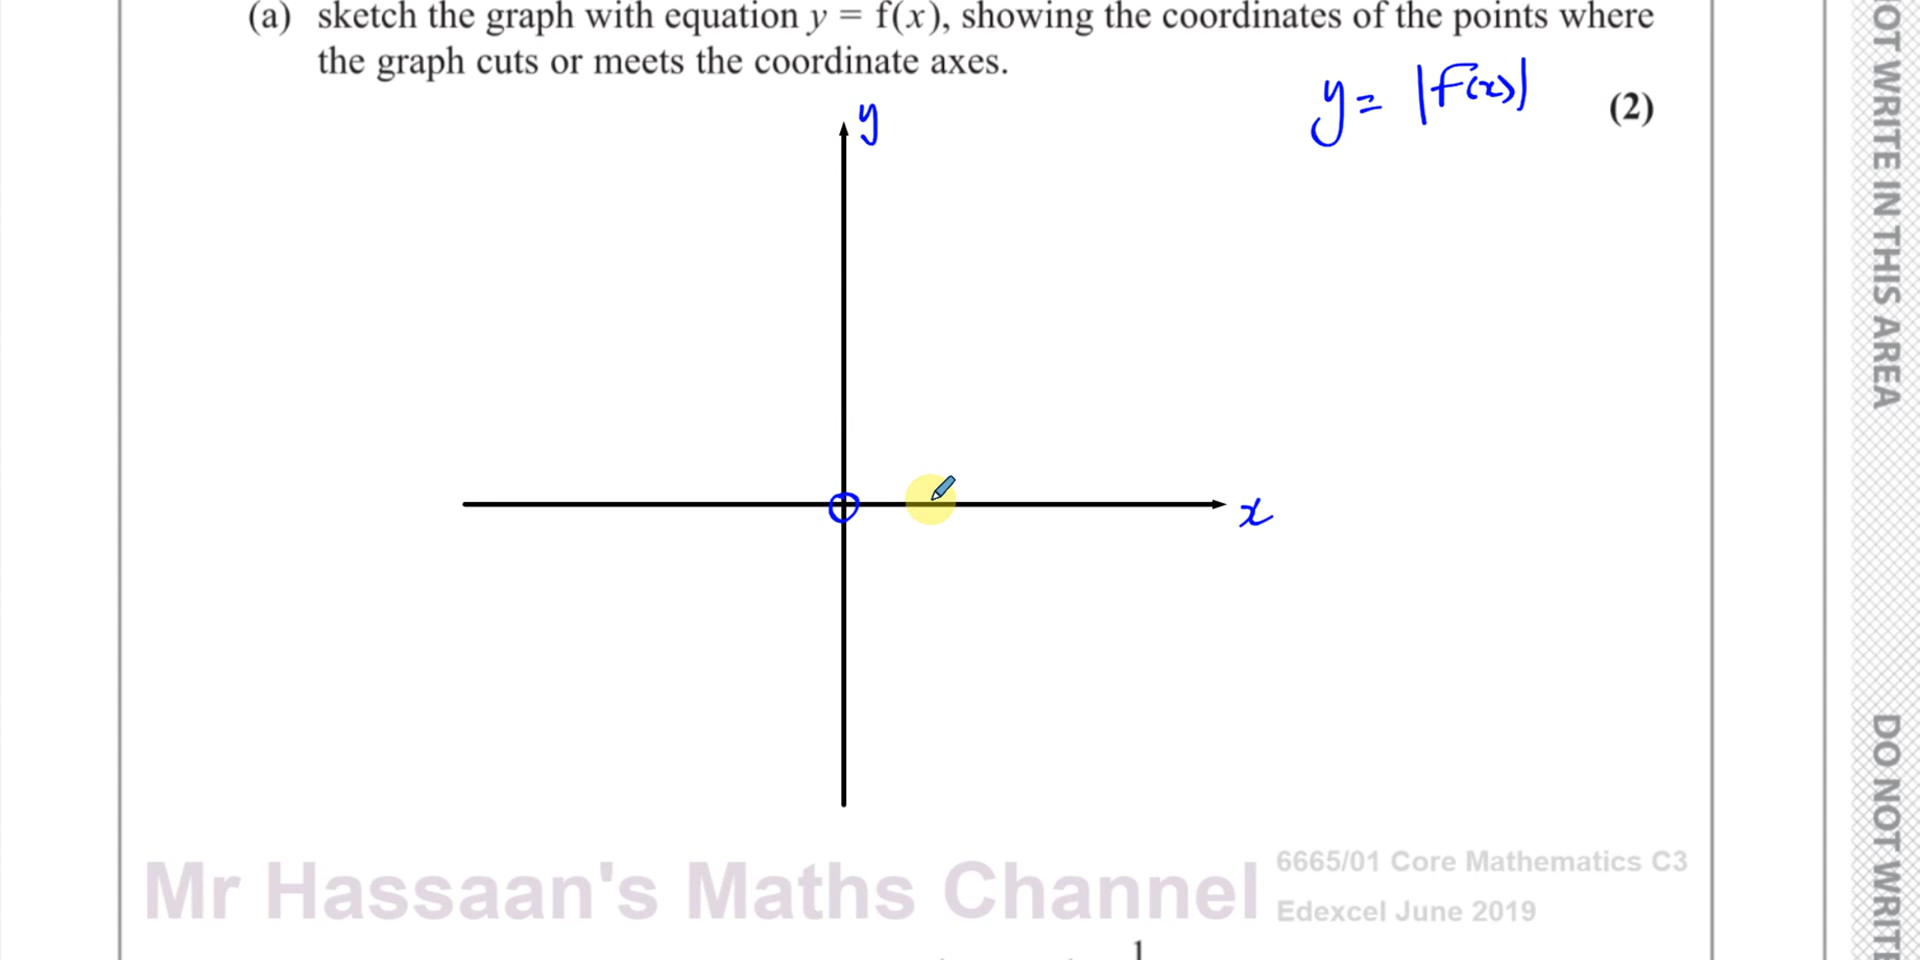 (a) sketch the graph with equation y = f(x), showing the coordinates of the points where
the graph cuts or meets the coordinate axes.
y = |f(x)|
(2)
y
x
Mr Hassaan's Maths Channel
6665/01 Core Mathematics C3
Edexcel June 2019
1
OT WRITE IN THIS AREA
DO NOT WRITE